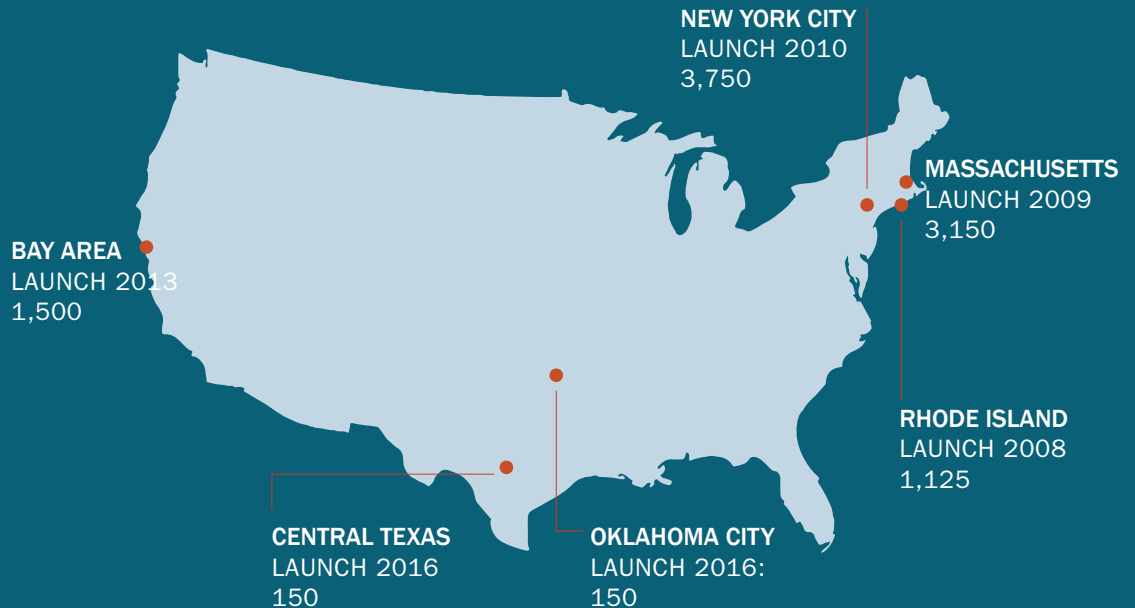 NEW YORK CITY
LAUNCH 2010
3,750
MASSACHUSETTS
LAUNCH 2009
3,150
BAY AREA
LAUNCH 2013
1,500
RHODE ISLAND
LAUNCH 2008
1,125
CENTRAL TEXAS
LAUNCH 2016
150
OKLAHOMA CITY
LAUNCH 2016:
150